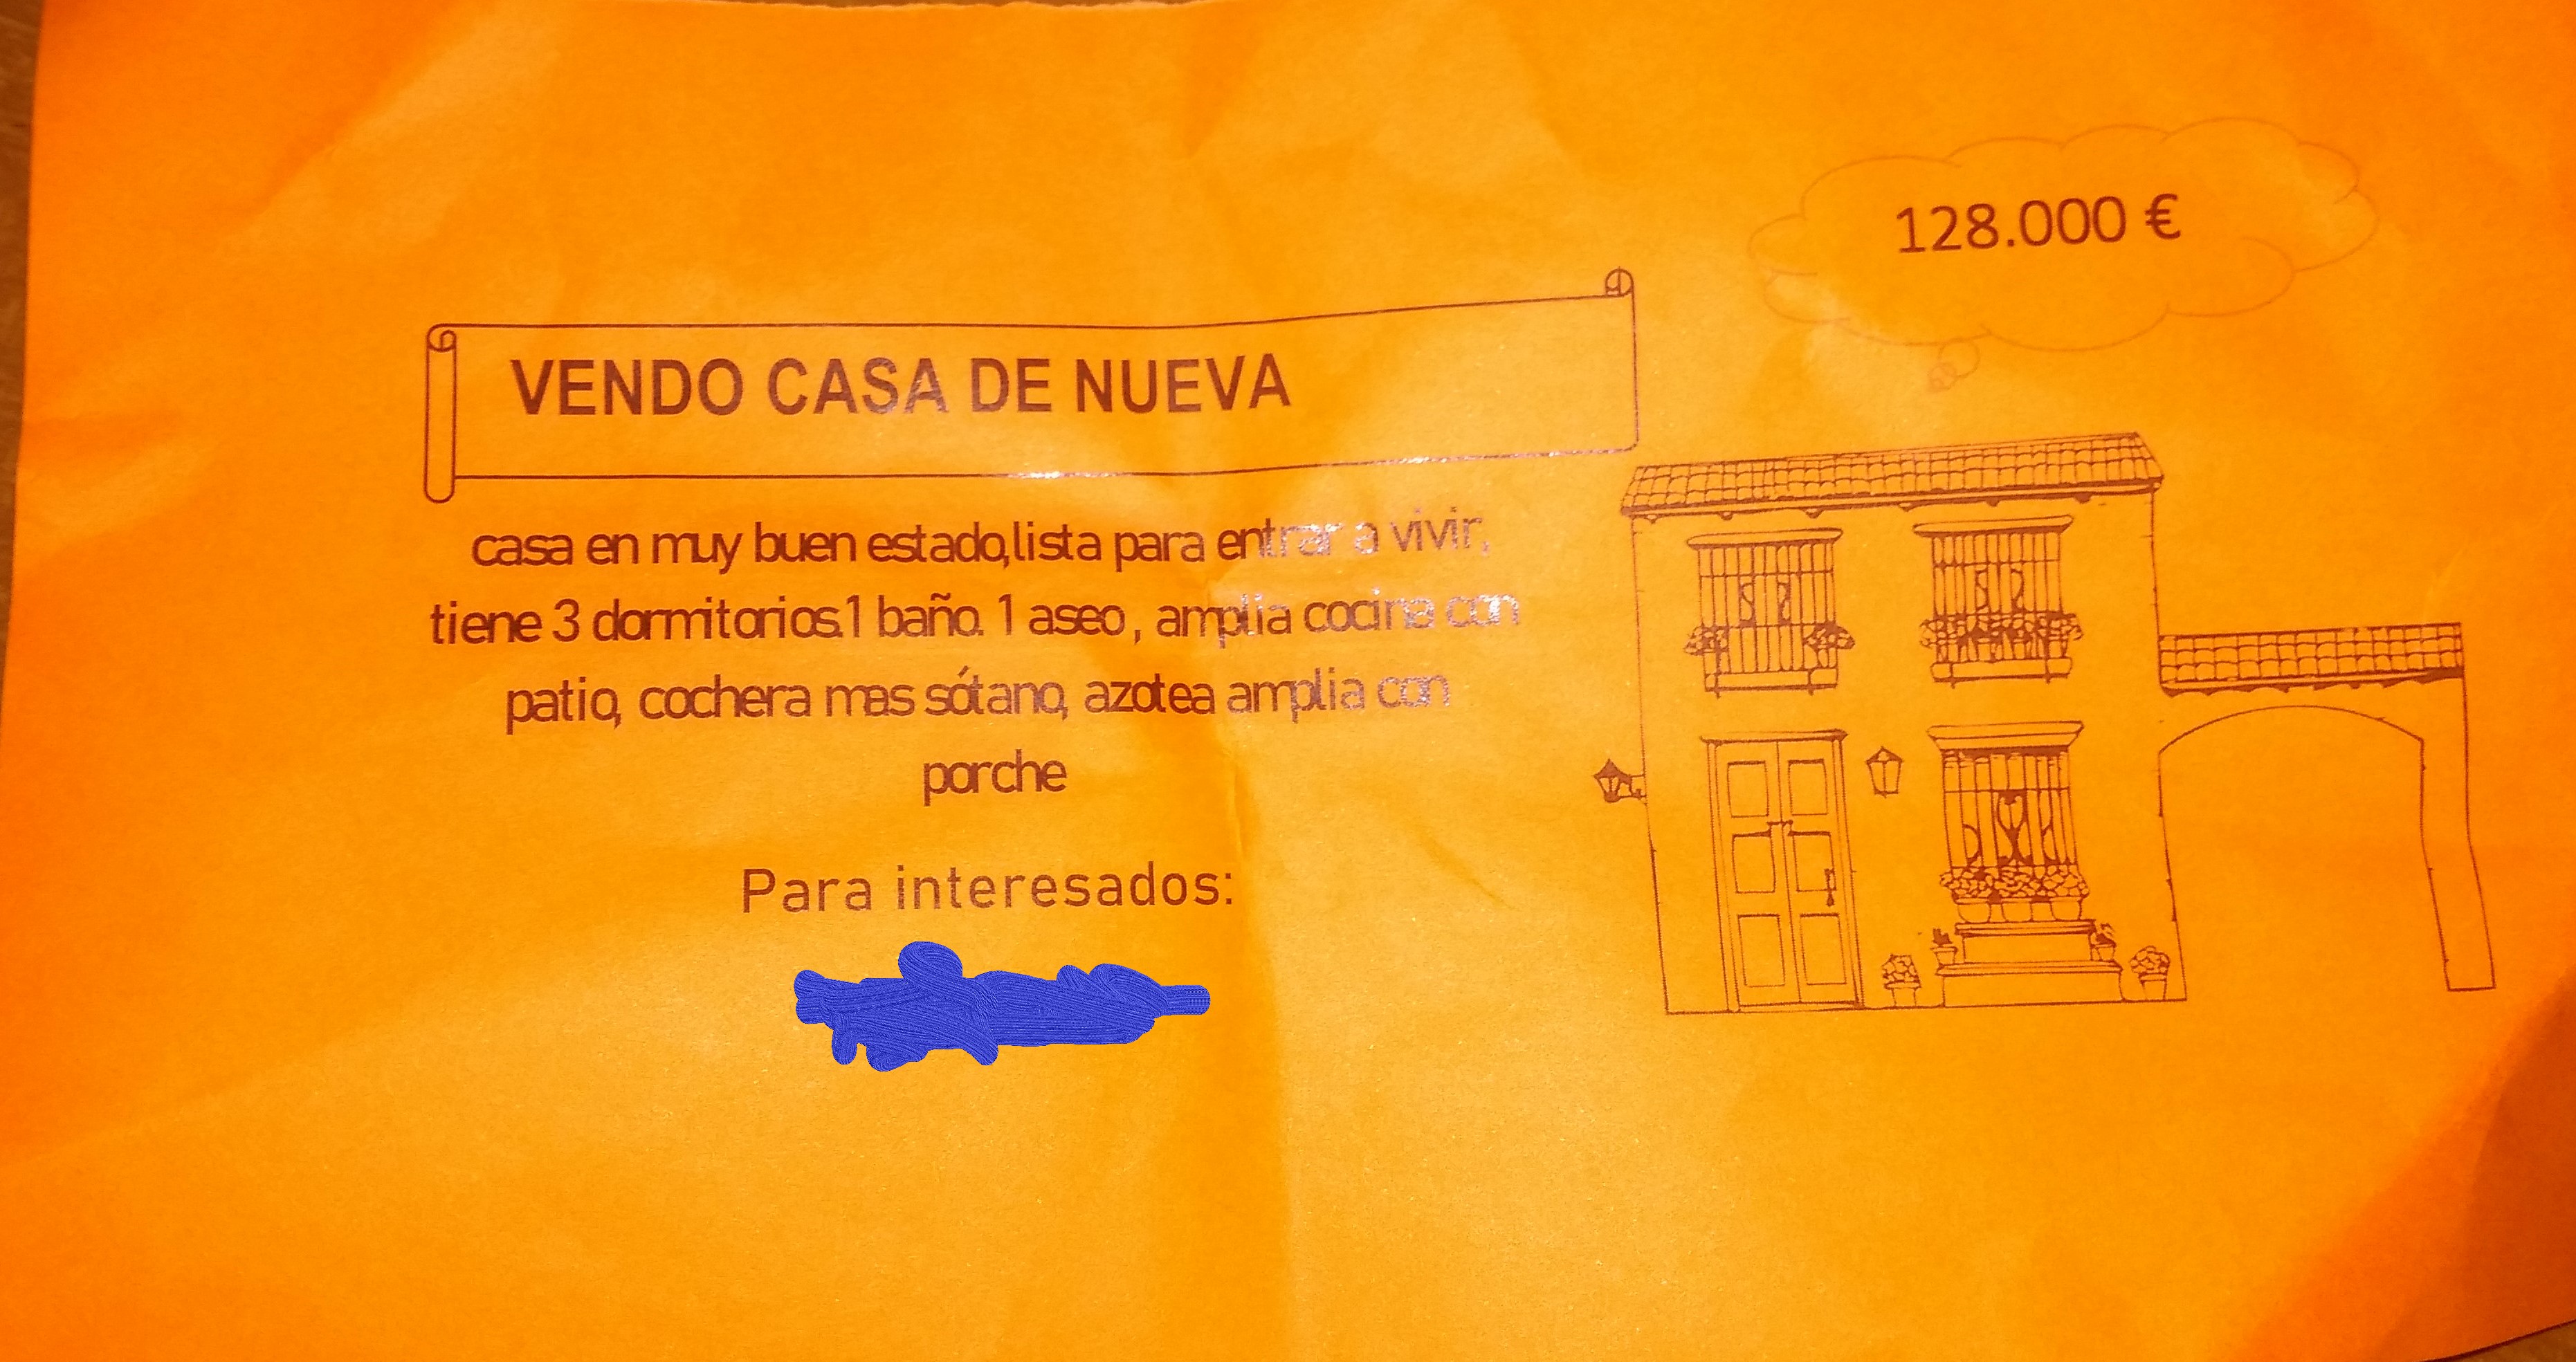 128.000 €
VENDO CASA DE NUEVA
casa en muy buen estado,lista para entrar a vivir,
tiene 3 dormitorios.1 baño. 1 aseo, amplia cocina con
patio, cochera mas sótano, azotea amplia con
porche
Para interesados: